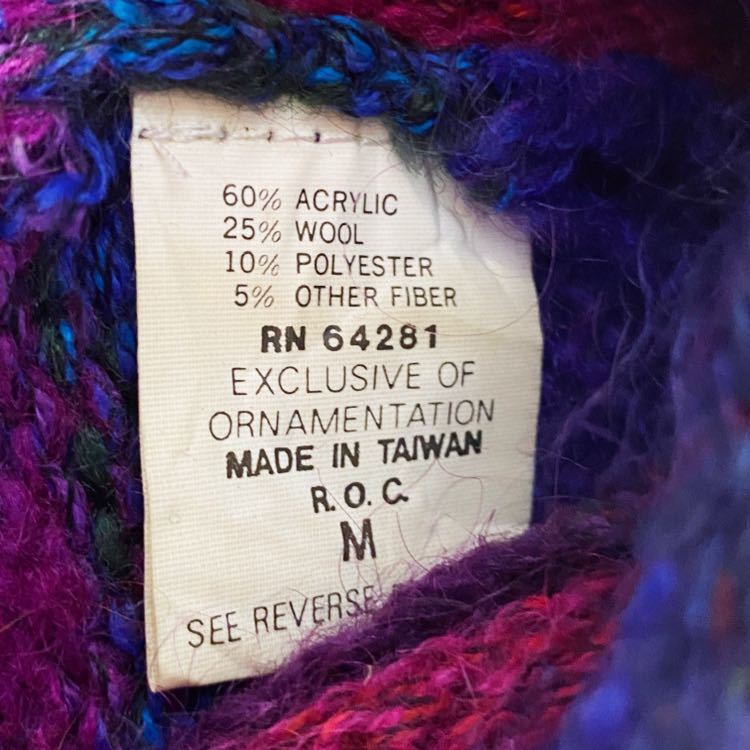 60% ACRYLIC
25% WOOL
10% POLYESTER
5% OTHER FIBER
RN 64281
EXCLUSIVE OF
ORNAMENTATION
MADE IN TAIWAN
R.O.C.
M
SEE REVERSE